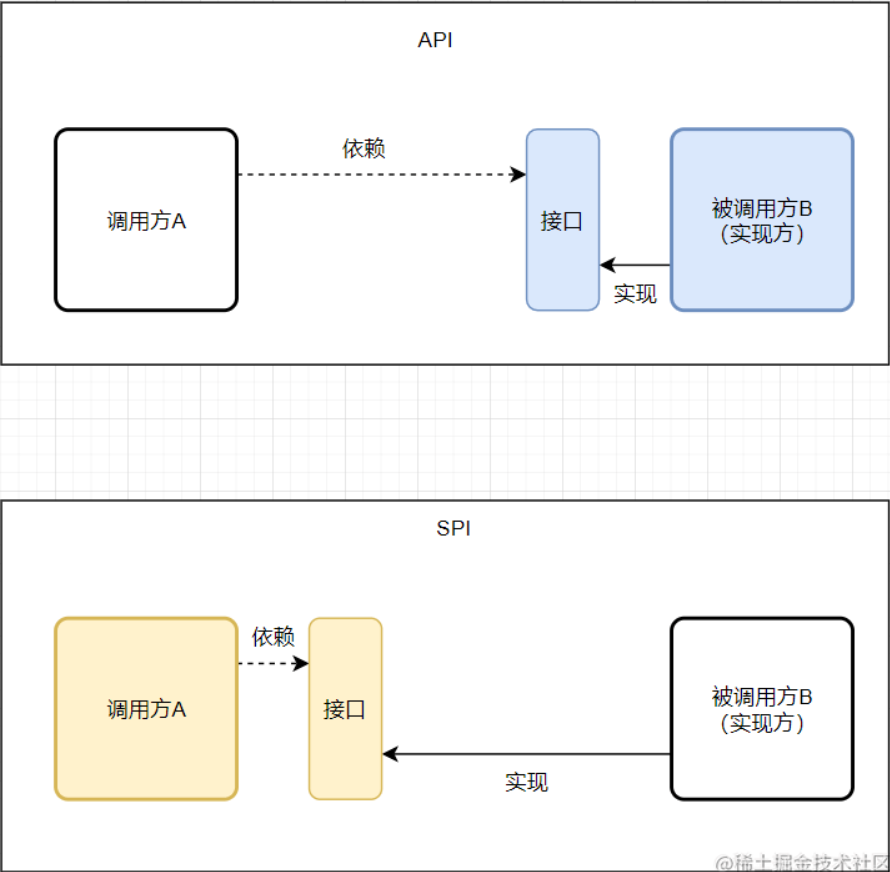 API
依赖
调用方A
接口
被调用方B
（实现方）
实现
SPI
依赖
调用方A
接口
被调用方B
（实现方）
实现
@稀土掘金技术社区